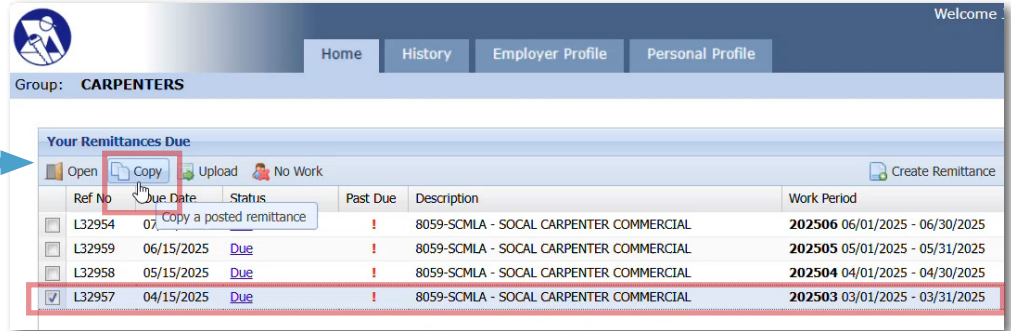 Welcome
Home History Employer Profile Personal Profile
Group: CARPENTERS
Your Remittances Due
Open Copy Upload No Work Create Remittance
Ref No Due Date Status Past Due Description Work Period
Copy a posted remittance
L32954 07 ! 8059-SCMLA - SOCAL CARPENTER COMMERCIAL 202506 06/01/2025 - 06/30/2025
L32959 06/15/2025 Due ! 8059-SCMLA - SOCAL CARPENTER COMMERCIAL 202505 05/01/2025 - 05/31/2025
L32958 05/15/2025 Due ! 8059-SCMLA - SOCAL CARPENTER COMMERCIAL 202504 04/01/2025 - 04/30/2025
L32957 04/15/2025 Due ! 8059-SCMLA - SOCAL CARPENTER COMMERCIAL 202503 03/01/2025 - 03/31/2025